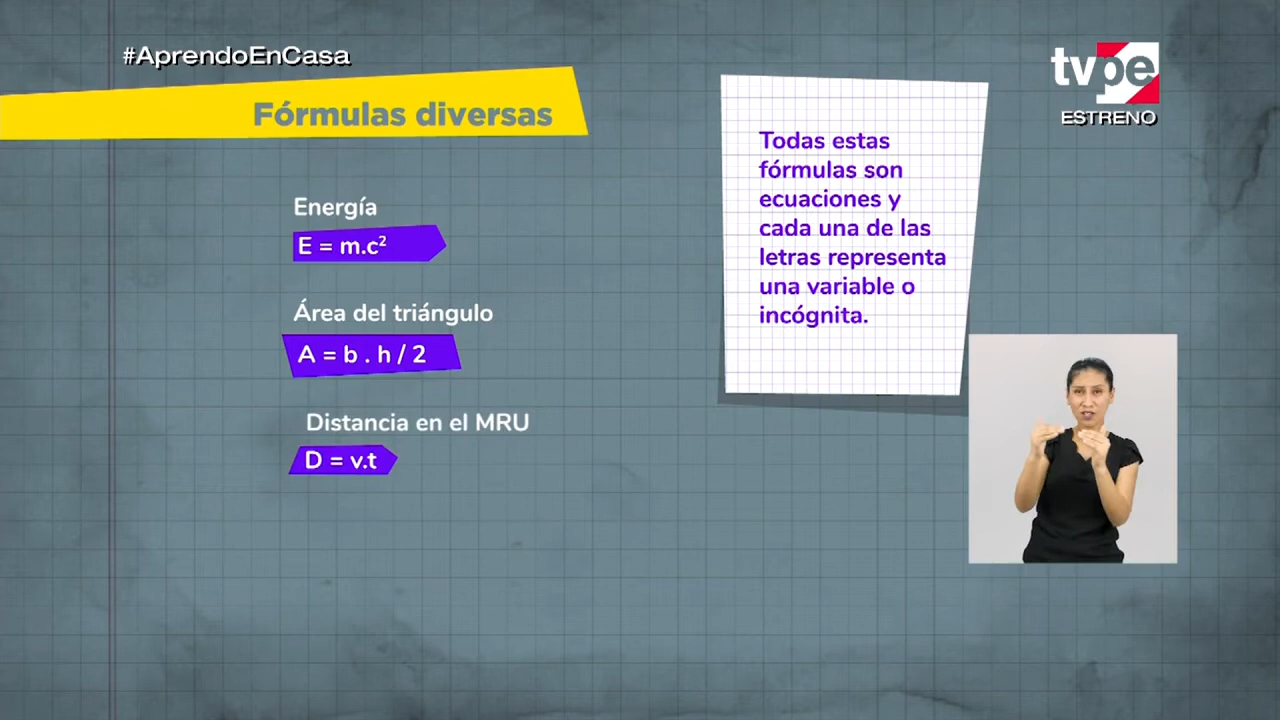 #AprendoEnCasa
Fórmulas diversas
Energía
E = m.c²
Área del triángulo
A = b . h / 2
Distancia en el MRU
D = v.t
Todas estas
fórmulas son
ecuaciones y
cada una de las
letras representa
una variable o
incógnita.
tvpe
ESTRENO